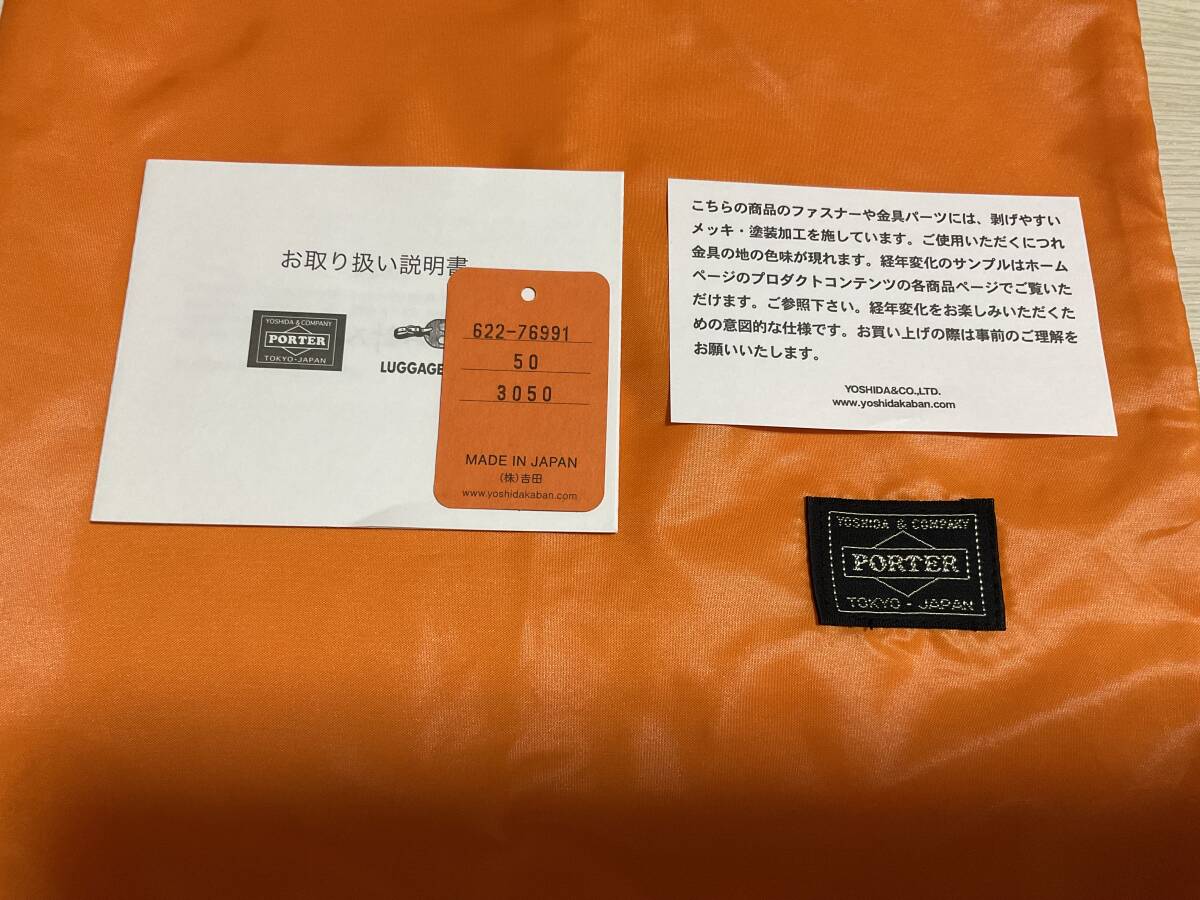 お取り扱い説明書
YOSHIDA & COMPANY
PORTER
TOKYO-JAPAN
LUGGAGE
622-76991
50
3050
MADE IN JAPAN
(株)吉田
www.yoshidakaban.com
こちらの商品のファスナーや金具パーツには、剥げやすい
メッキ・塗装加工を施しています。ご使用いただくにつれ
金具の地の色味が現れます。経年変化のサンプルはホーム
ページのプロダクトコンテンツの各商品ページでご覧いた
だけます。ご参照下さい。経年変化をお楽しみいただくた
めの意図的な仕様です。お買い上げの際は事前のご理解を
お願いいたします。
YOSHIDA&CO.,LTD.
www.yoshidakaban.com
YOSHIDA & COMPANY
PORTER
TOKYO - JAPAN